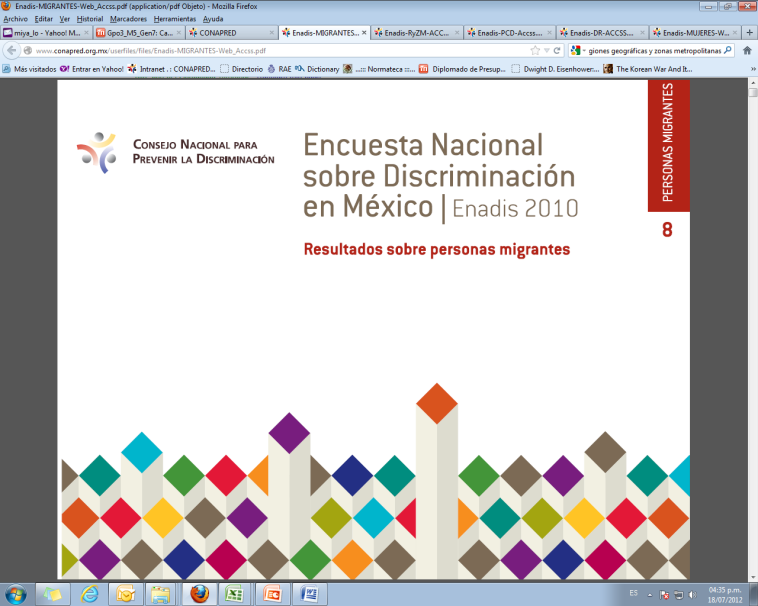 Enadis-MIGRANTES-Web_Accss.pdf (application/pdf Objeto) - Mozilla Firefox
Archivo Editar Ver Historial Marcadores Herramientas Ayuda
miya_lo - Yahoo! M... Gpo3_M5_Gen7: Ca... CONAPRED Enadis-MIGRANTES... Enadis-RyZM-ACC... Enadis-PCD-Accss.... Enadis-DR-ACCSS.... Enadis-MUJERES-W...
www.conapred.org.mx/userfiles/files/Enadis-MIGRANTES-Web_Accss.pdf giones geográficas y zonas metropolitanas
Más visitados Entrar en Yahoo! Intranet . : CONAPRED... Directorio RAE Dictionary ...::: Normateca ::... Diplomado de Presup... Dwight D. Eisenhower:... The Korean War And It...
CONSEJO NACIONAL PARA
PREVENIR LA DISCRIMINACIÓN
Encuesta Nacional
sobre Discriminación
en México | Enadis 2010
Resultados sobre personas migrantes
PERSONAS MIGRANTES
8
ES
04:35 p.m.
18/07/2012